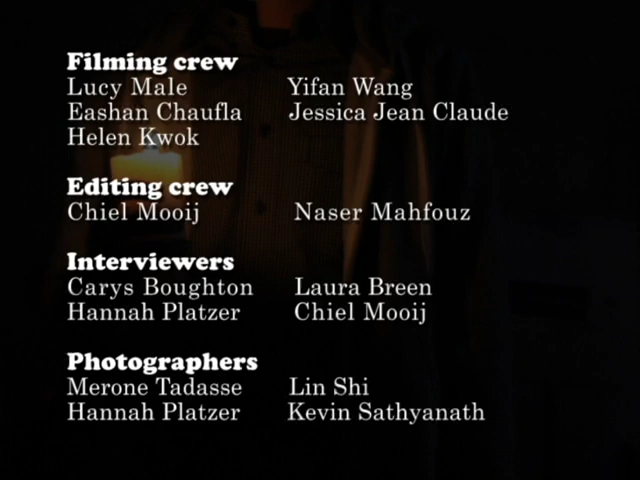 Filming crew
Lucy Male Yifan Wang
Eashan Chaufla Jessica Jean Claude
Helen Kwok
Editing crew
Chiel Mooij Naser Mahfouz
Interviewers
Carys Boughton Laura Breen
Hannah Platzer Chiel Mooij
Photographers
Merone Tadasse Lin Shi
Hannah Platzer Kevin Sathyanath